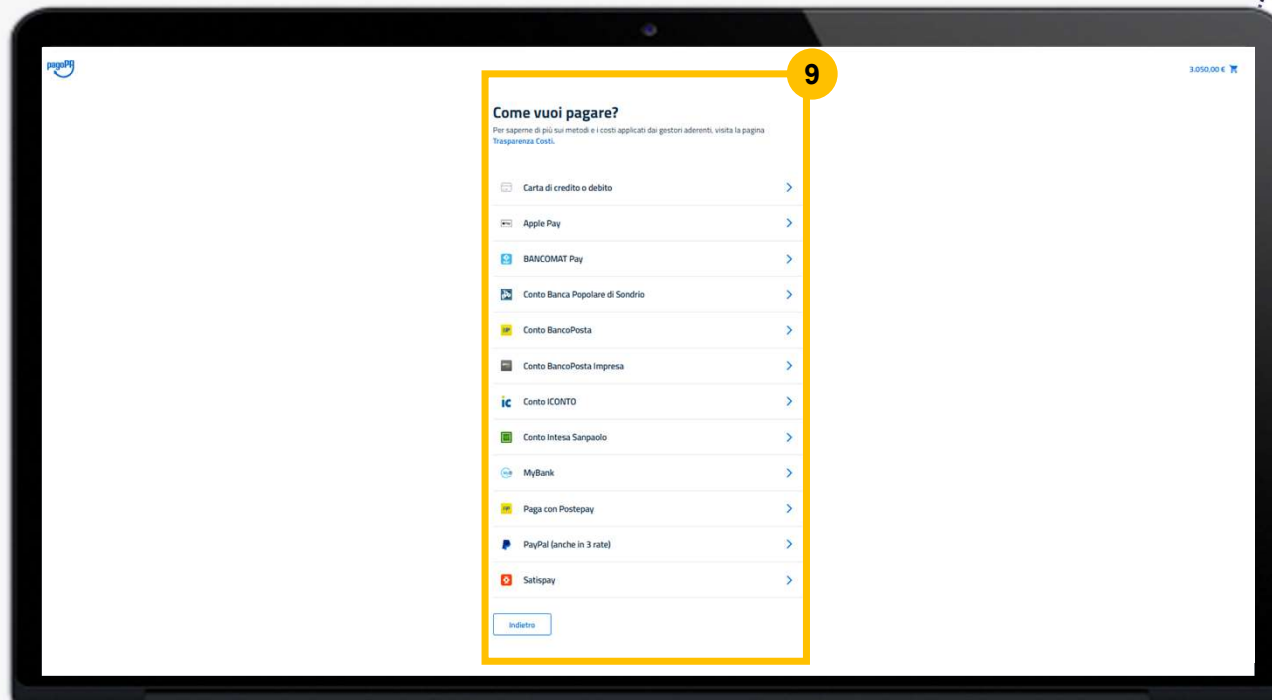 pagoPA
3.050,00 €
9
Come vuoi pagare?
Per saperne di più sui metodi e i costi applicati dai gestori aderenti, visita la pagina
Trasparenza Costi.
Carta di credito o debito
Apple Pay
BANCOMAT Pay
Conto Banca Popolare di Sondrio
Conto BancoPosta
Conto BancoPosta Impresa
ic Conto ICONTO
Conto Intesa Sanpaolo
MyBank
Paga con Postepay
PayPal (anche in 3 rate)
Satispay
Indietro